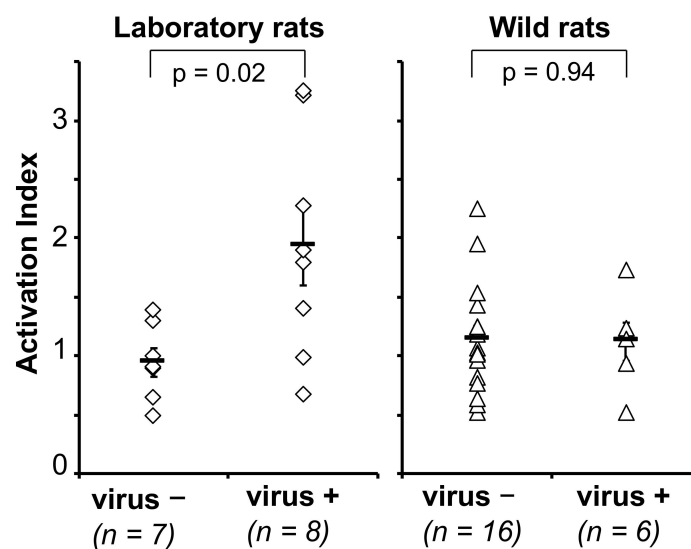 Laboratory rats
Wild rats
p = 0.02
p = 0.94
Activation Index
3
2
1
0
virus –
virus +
virus –
virus +
(n = 7)
(n = 8)
(n = 16)
(n = 6)